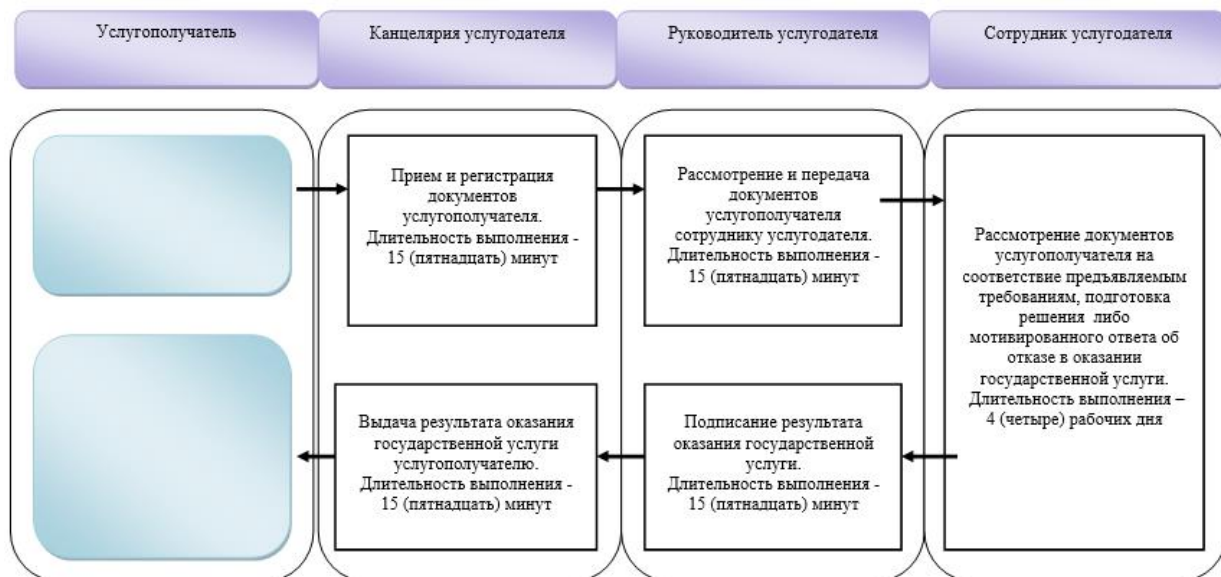 Услугополучатель
Канцелярия услугодателя
Руководитель услугодателя
Сотрудник услугодателя
Прием и регистрация
документов
услугополучателя.
Длительность выполнения -
15 (пятнадцать) минут
Рассмотрение и передача
документов
услугополучателя
сотруднику услугодателя.
Длительность выполнения -
15 (пятнадцать) минут
Рассмотрение документов
услугополучателя на
соответствие предъявляемым
требованиям, подготовка
решения либо
мотивированного ответа об
отказе в оказании
государственной услуги.
Длительность выполнения –
4 (четыре) рабочих дня
Выдача результата оказания
государственной услуги
услугополучателю.
Длительность выполнения -
15 (пятнадцать) минут
Подписание результата
оказания государственной
услуги.
Длительность выполнения -
15 (пятнадцать) минут